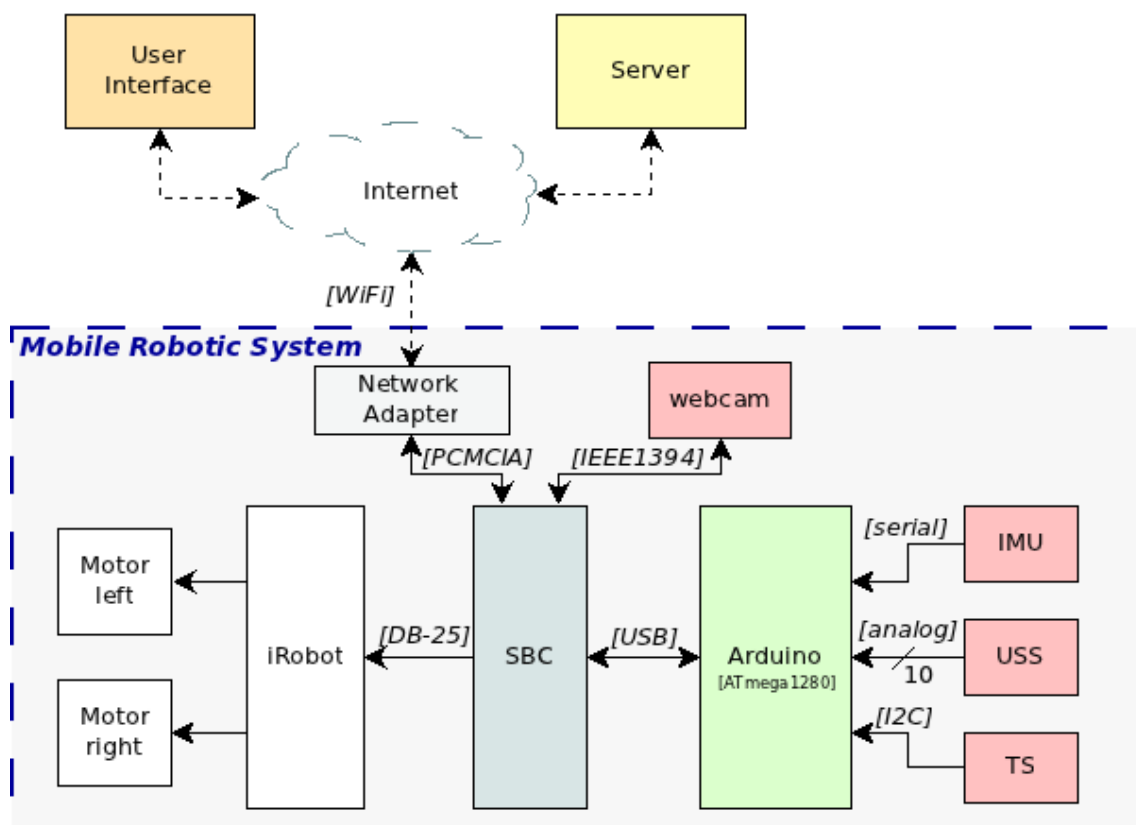 User
Interface
Server
Internet
[WiFi]
Mobile Robotic System
Network
Adapter
webcam
[PCMCIA]
[IEEE1394]
Motor
left
iRobot
[DB-25]
SBC
[USB]
Arduino
[ATmega1280]
[serial]
IMU
[analog]
10
USS
[I2C]
TS
Motor
right